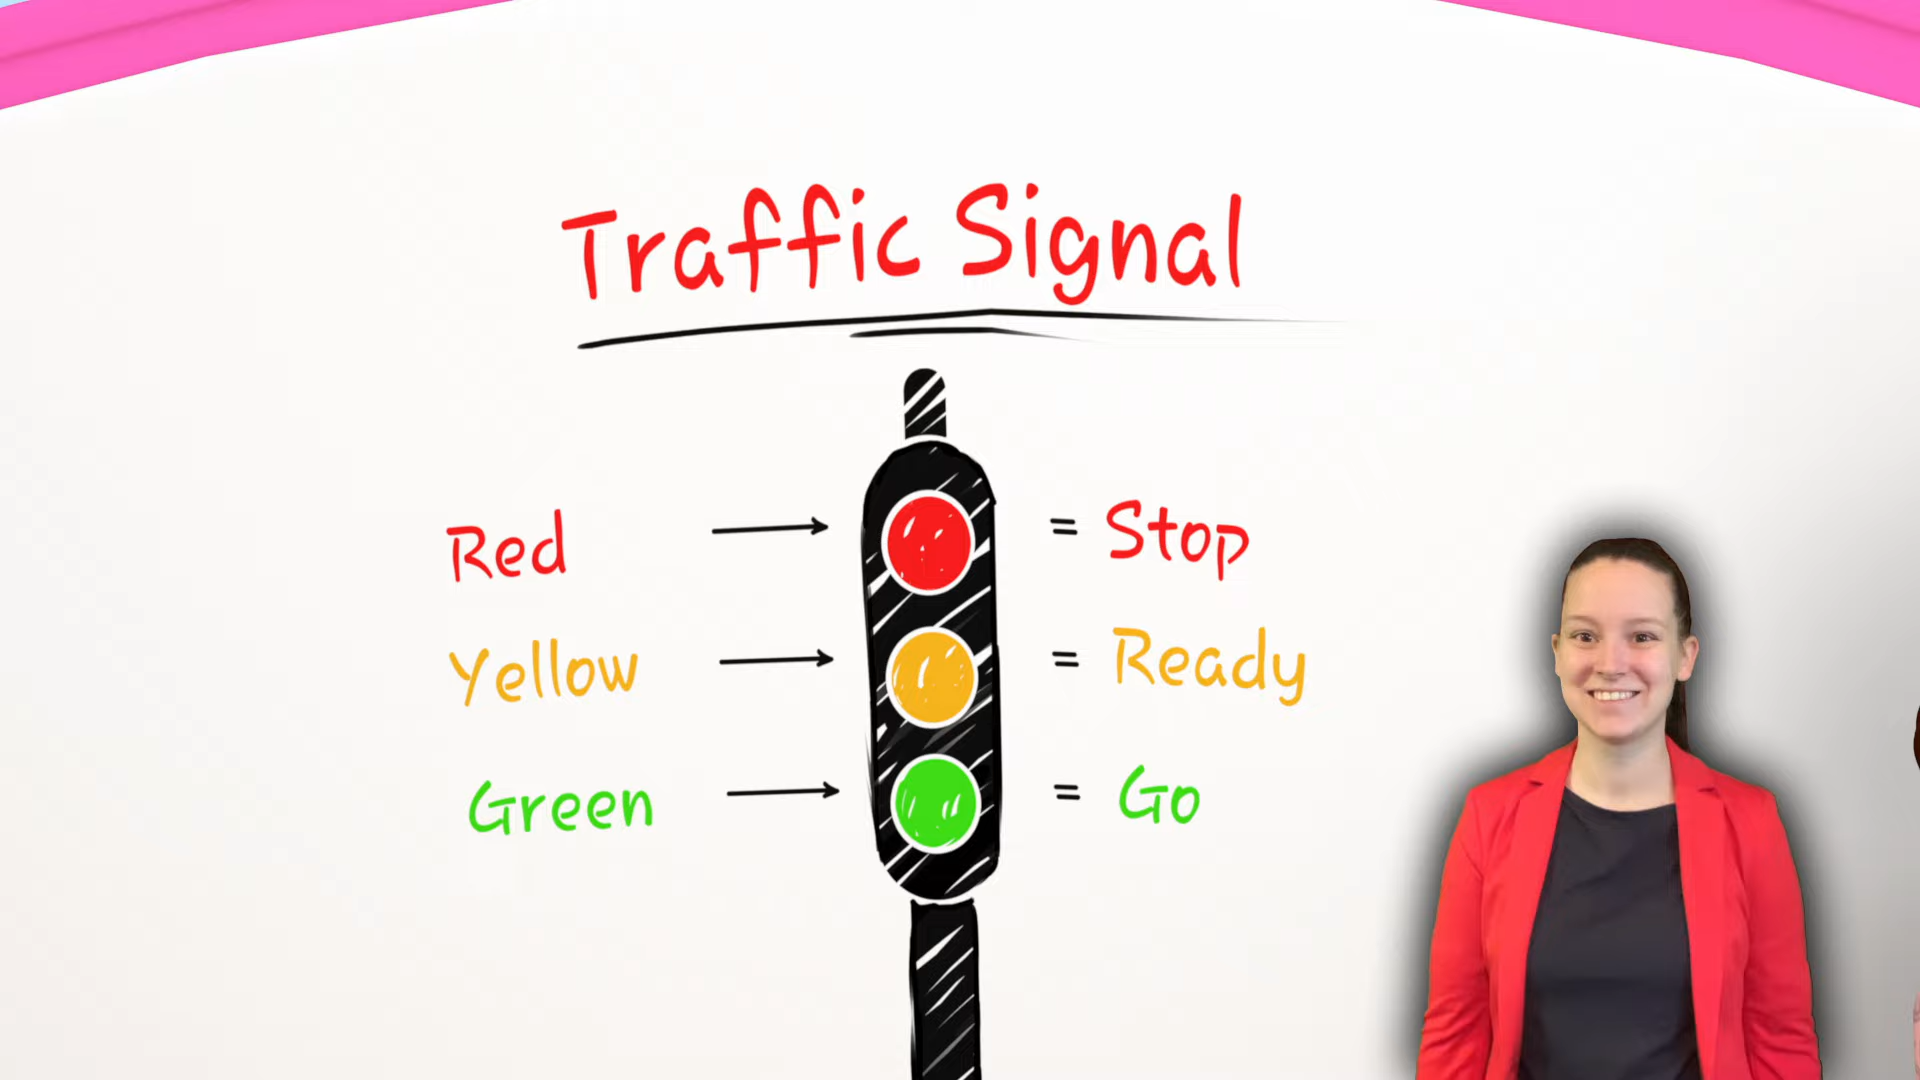 Traffic Signal
Red → = Stop
Yellow → = Ready
Green → = Go